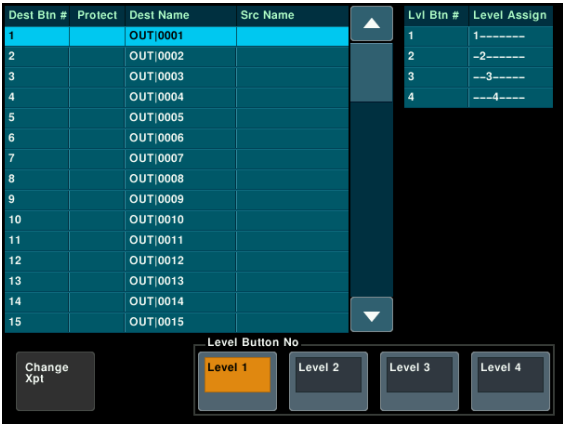 Dest Btn # Protect Dest Name Src Name Lvl Btn # Level Assign
1 OUT|0001 1 1-------
2 OUT|0002 2 -2------
3 OUT|0003 3 --3-----
4 OUT|0004 4 ---4----
5 OUT|0005
6 OUT|0006
7 OUT|0007
8 OUT|0008
9 OUT|0009
10 OUT|0010
11 OUT|0011
12 OUT|0012
13 OUT|0013
14 OUT|0014
15 OUT|0015
Level Button No
Change
Xpt
Level 1 Level 2 Level 3 Level 4